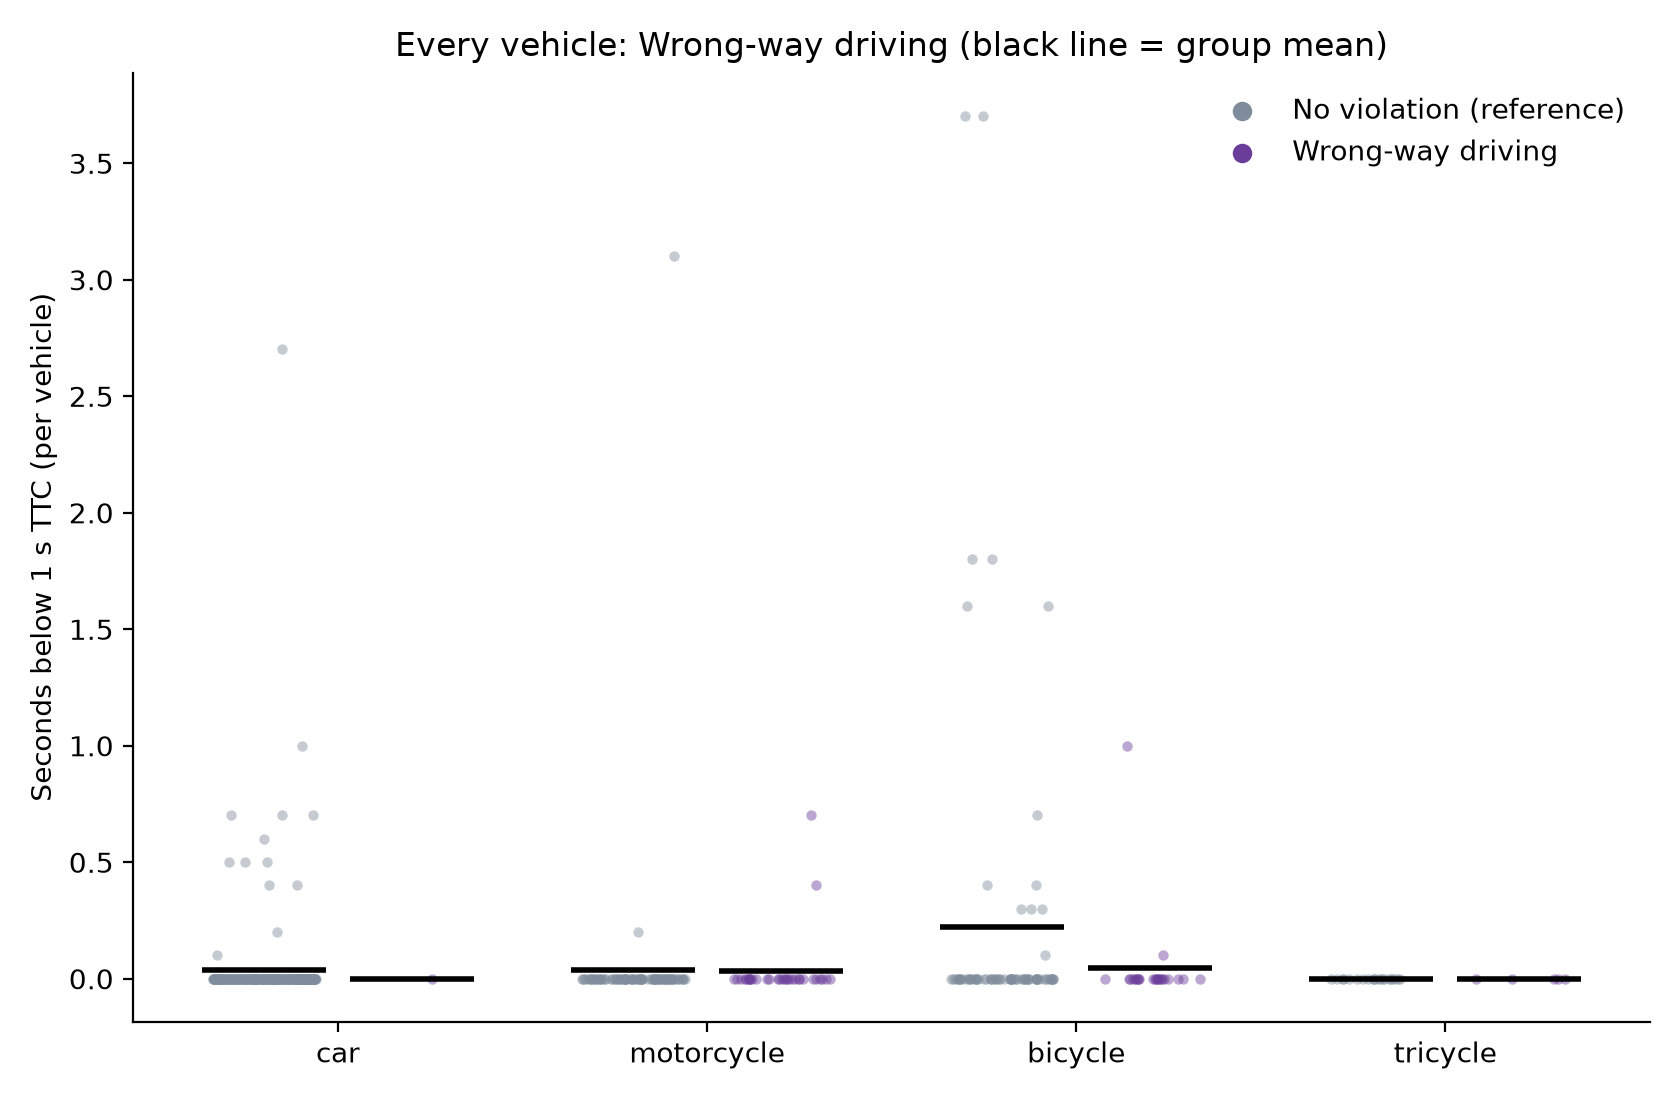 Every vehicle: Wrong-way driving (black line = group mean)
No violation (reference)
Wrong-way driving
Seconds below 1 s TTC (per vehicle)
3.5
3.0
2.5
2.0
1.5
1.0
0.5
0.0
car
motorcycle
bicycle
tricycle